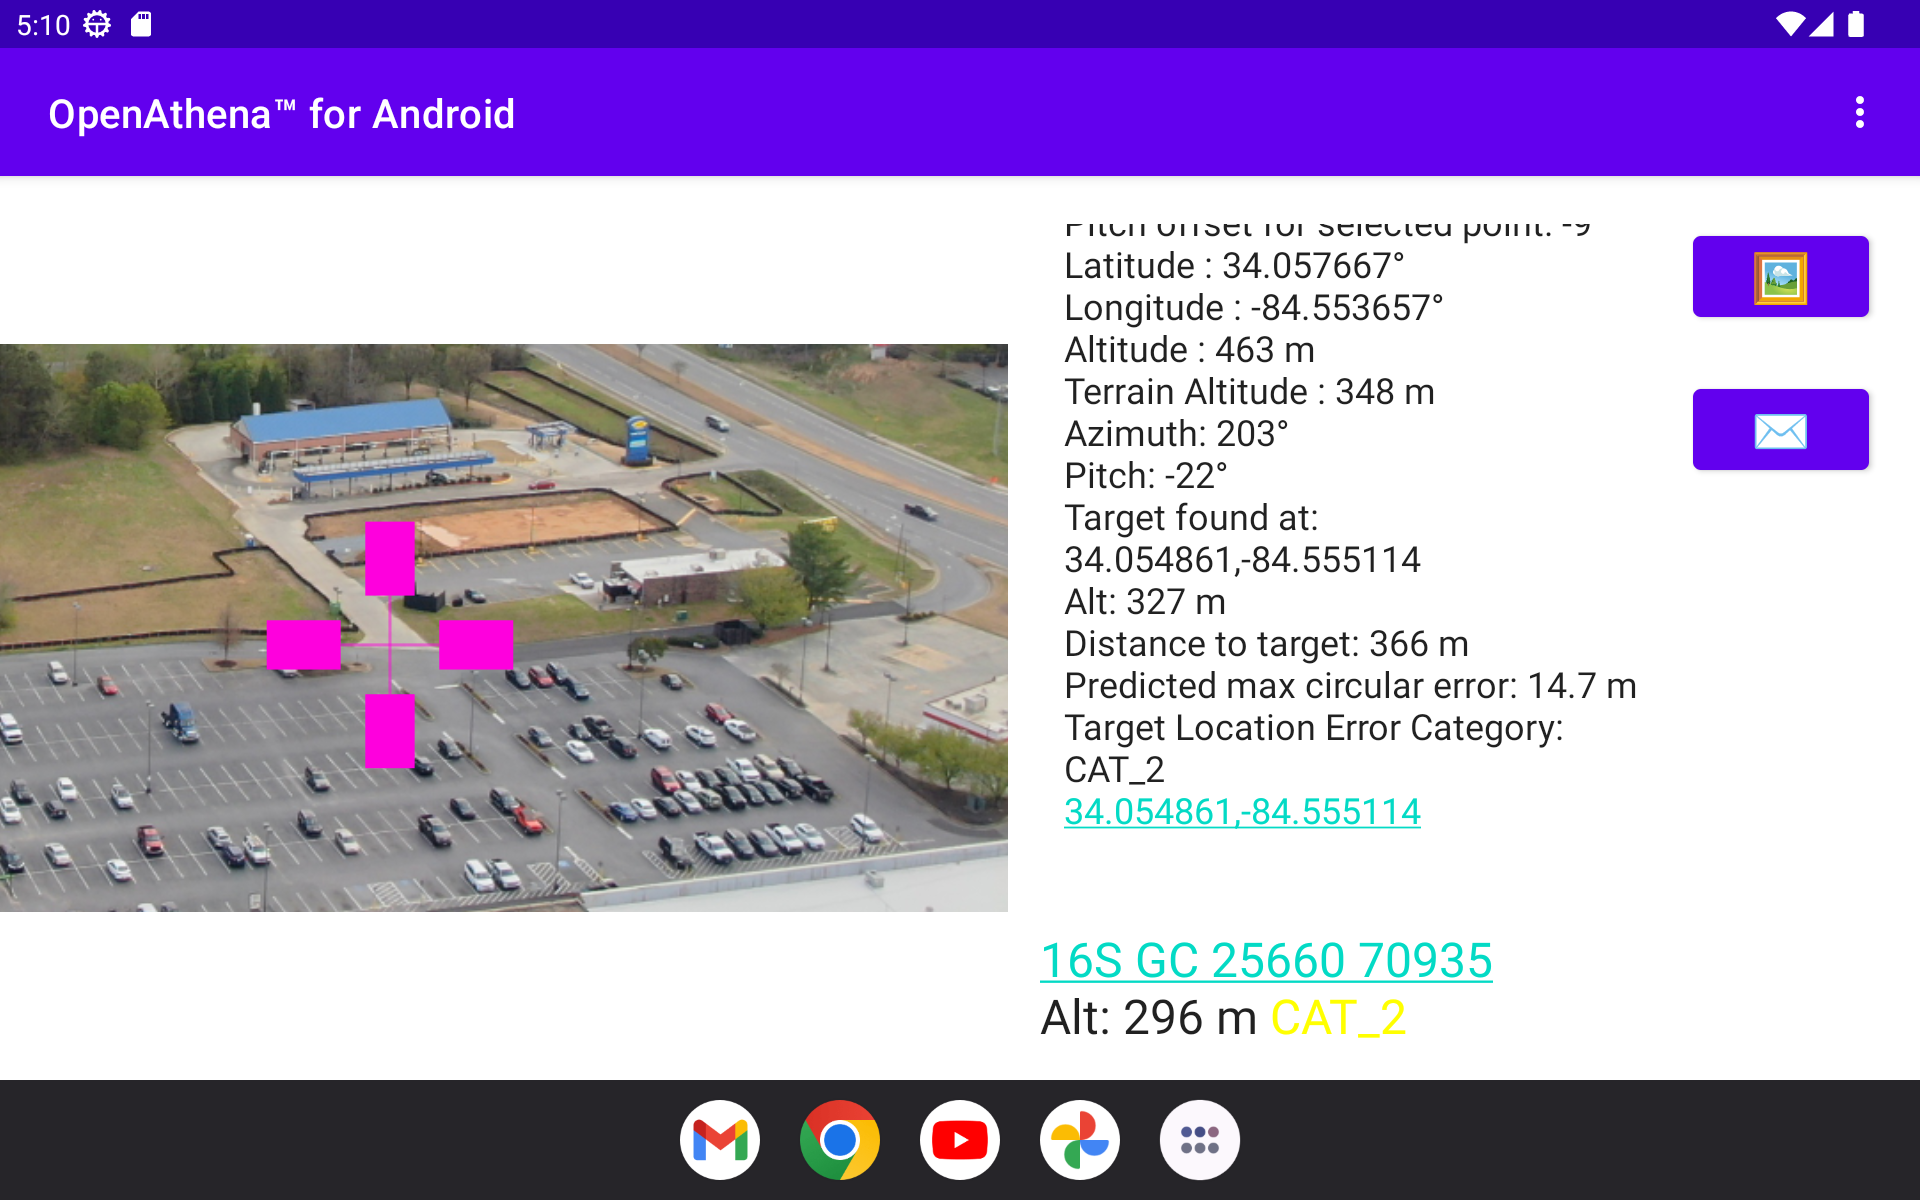 5:10
OpenAthena™ for Android
Pitch offset for selected point: -9
Latitude : 34.057667°
Longitude : -84.553657°
Altitude : 463 m
Terrain Altitude : 348 m
Azimuth: 203°
Pitch: -22°
Target found at:
34.054861,-84.555114
Alt: 327 m
Distance to target: 366 m
Predicted max circular error: 14.7 m
Target Location Error Category:
CAT_2
34.054861,-84.555114
16S GC 25660 70935
Alt: 296 m CAT_2